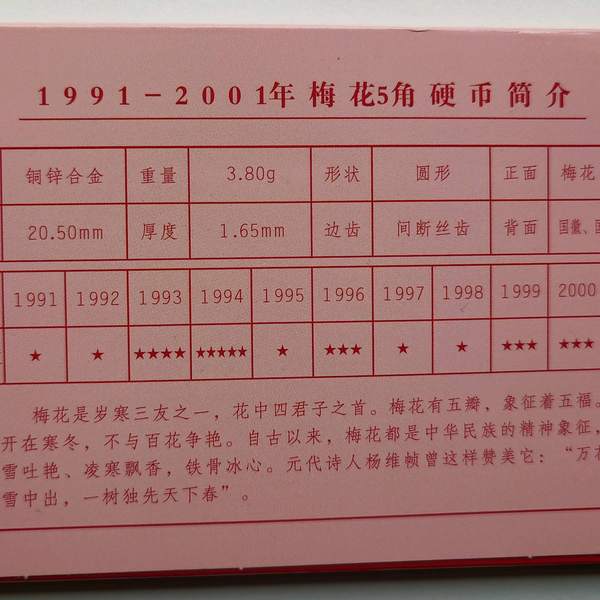 1991-2001年梅花5角硬币简介
铜锌合金 重量 3.80g 形状 圆形 正面 梅花
20.50mm 厚度 1.65mm 边齿 间断丝齿 背面 国徽、
1991 1992 1993 1994 1995 1996 1997 1998 1999 2000
★ ★ ★★★★ ★★★★★ ★ ★★★ ★ ★ ★★★ ★★★
梅花是岁寒三友之一，花中四君子之首。梅花有五瓣，象征着五福。
开在寒冬，不与百花争艳。自古以来，梅花都是中华民族的精神象征，
雪吐艳、凌寒飘香，铁骨冰心。元代诗人杨维帧曾这样赞美它：“万花
雪中出，一树独先天下春”。